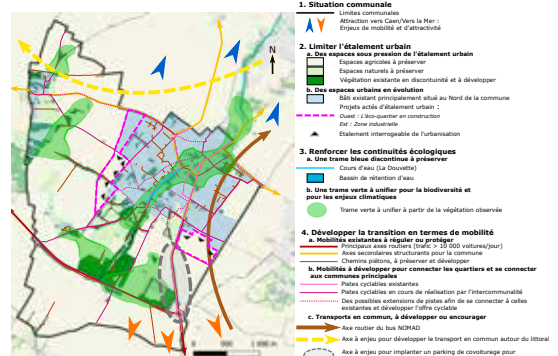 N
1 000 m
1. Situation communale
Limites communales
Attraction vers Caen/Vers la Mer :
Enjeux de mobilité et d'attractivité
2. Limiter l'étalement urbain
a. Des espaces sous pression de l'étalement urbain
Espaces agricoles à préserver
Espaces naturels à préserver
Végétation existante en discontinuité et à développer
b. Des espaces urbains en évolution
Bâti existant principalement situé au Nord de la commune
Projets actés d'étalement urbain :
Ouest : L'éco-quartier en construction
Est : Zone industrielle
Etalement interrogeable de l'urbanisation
3. Renforcer les continuités écologiques
a. Une trame bleue discontinue à préserver
Cours d'eau (La Douvette)
Bassin de rétention d'eau
b. Une trame verte à unifier pour la biodiversité et
pour les enjeux climatiques
Trame verte à unifier à partir de la végétation observée
4. Développer la transition en termes de mobilité
a. Mobilités existantes à réguler ou protéger
Principaux axes routiers (trafic > 10 000 voitures/jour)
Axes secondaires structurants pour la commune
Chemins piétons, à préserver et développer
b. Mobilités à développer pour connecter les quartiers et se connecter
aux communes principales
Pistes cyclables existantes
Pistes cyclables en cours de réalisation par l'intercommunalité
Des possibles extensions de pistes afin de se connecter à celles
existantes et développer l'offre cyclable
c. Transports en commun, à développer ou encourager
Axe routier du bus NOMAD
Axe à enjeu pour développer le transport en commun autour du littoral
Axe à enjeu pour implanter un parking de covoiturage pour